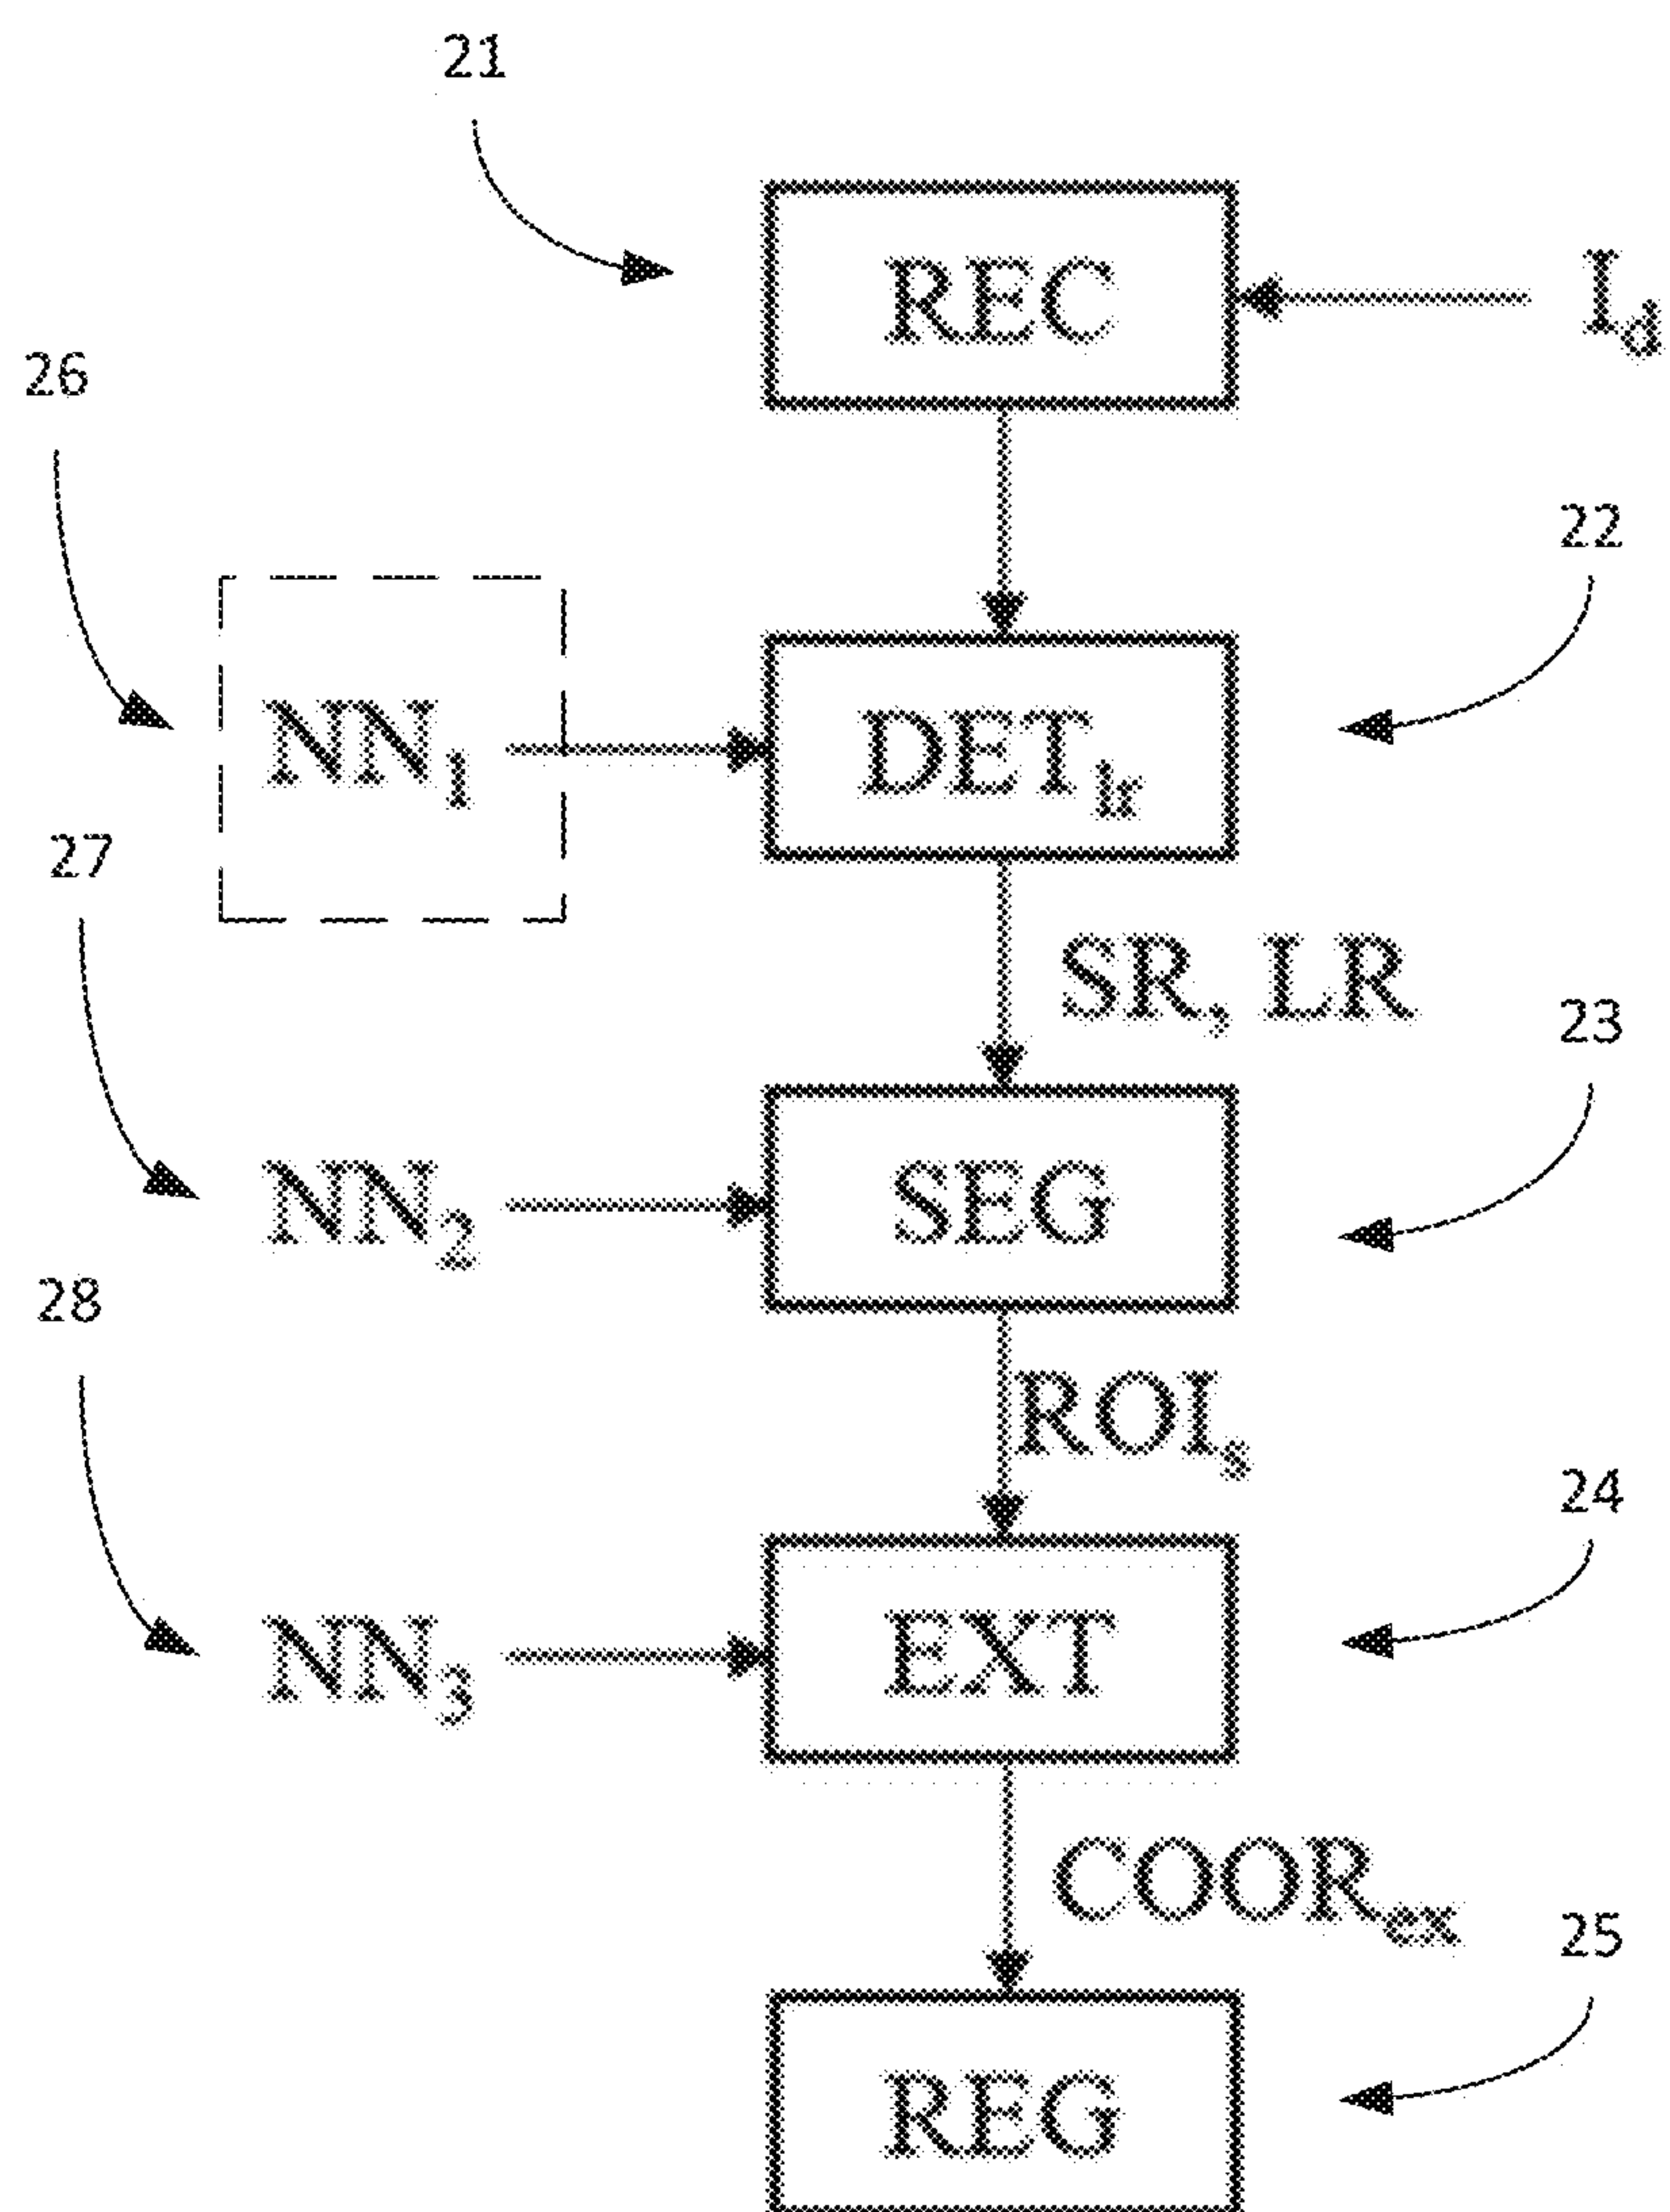 21
REC
I_d
26
22
NN_1
DET_lr
27
SR, LR
23
NN_2
SEG
28
ROI_s
24
NN_3
EXT
COOR_ex
25
REG